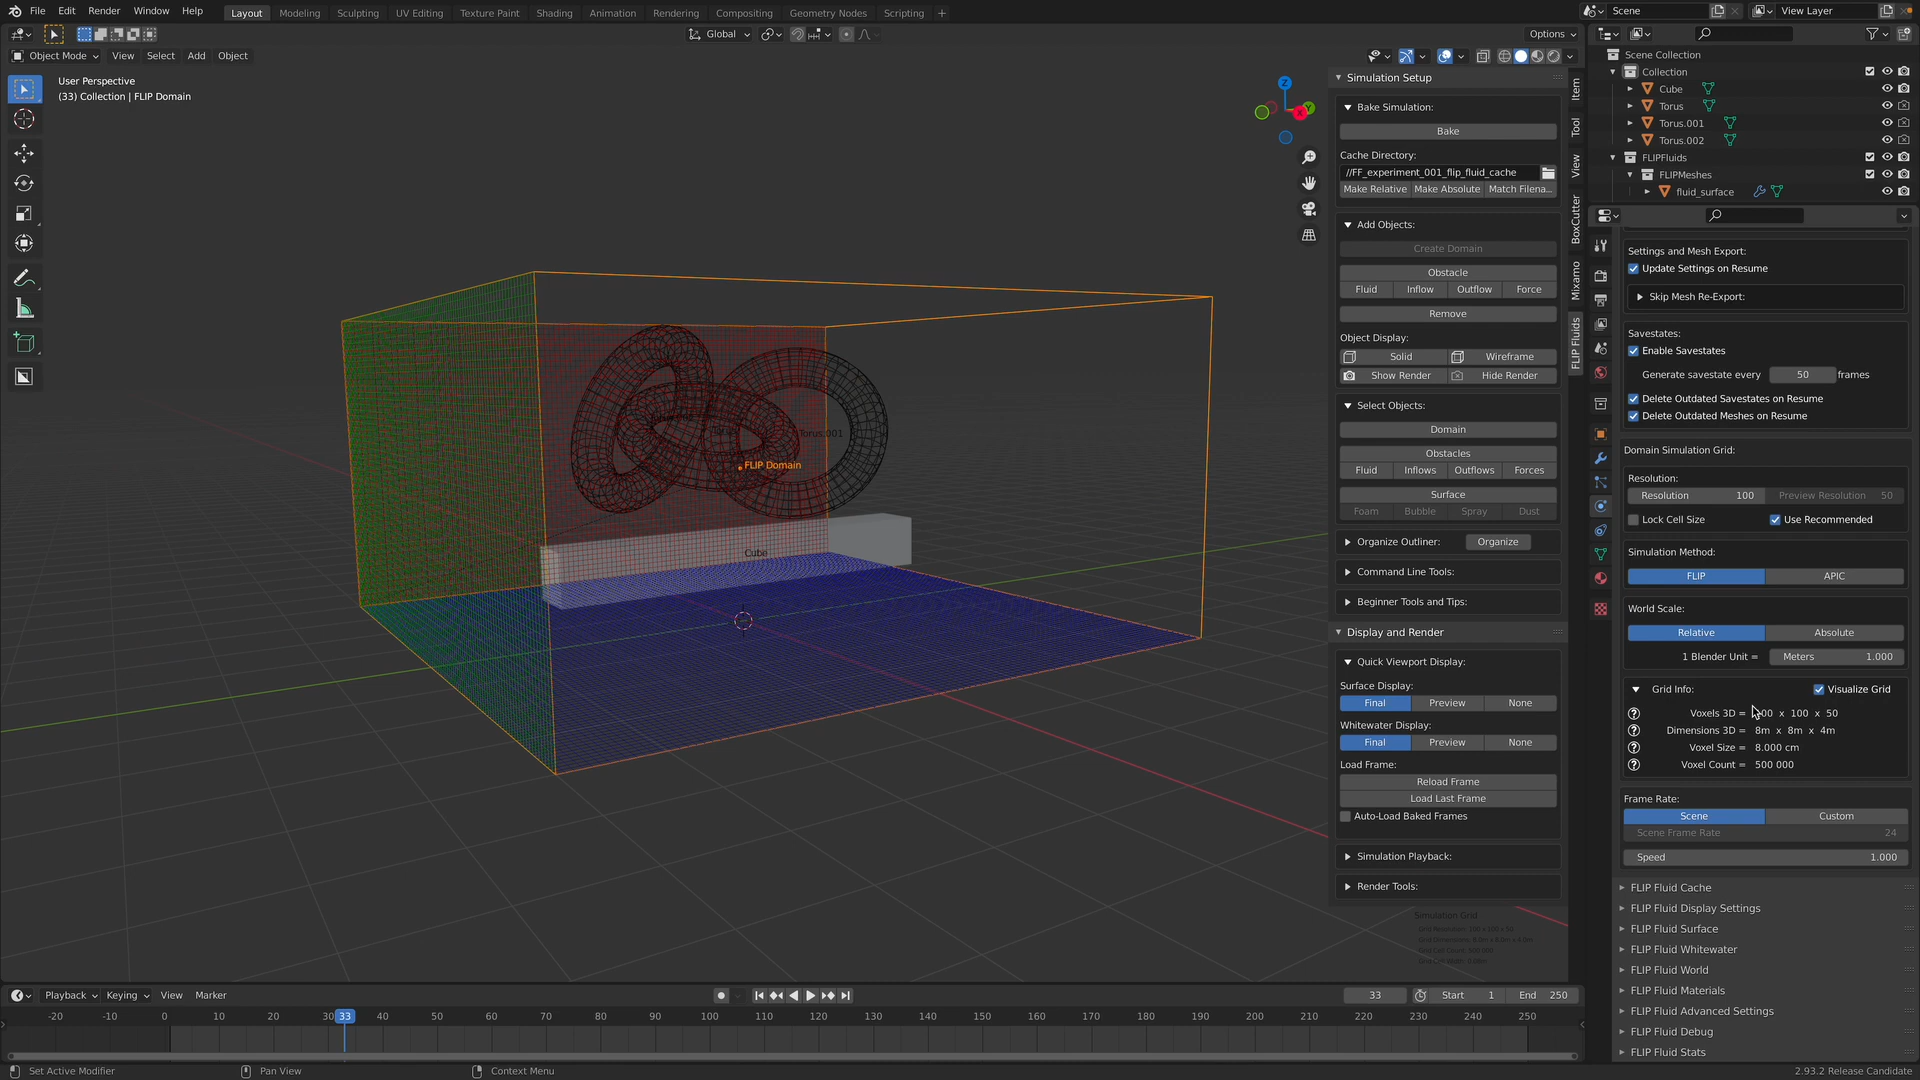 File Edit Render Window Help Layout Modeling Sculpting UV Editing Texture Paint Shading Animation Rendering Compositing Geometry Nodes Scripting + Scene View Layer
Global Options
Object Mode View Select Add Object
User Perspective
(33) Collection | FLIP Domain
Torus.001
FLIP Domain
Cube
Z
Simulation Setup
Bake Simulation:
Bake
Cache Directory:
//FF_experiment_001_flip_fluid_cache
Make Relative Make Absolute Match Filena...
Add Objects:
Create Domain
Obstacle
Fluid Inflow Outflow Force
Remove
Object Display:
Solid Wireframe
Show Render Hide Render
Select Objects:
Domain
Obstacles
Fluid Inflows Outflows Forces
Surface
Foam Bubble Spray Dust
Organize Outliner: Organize
Command Line Tools:
Beginner Tools and Tips:
Display and Render
Quick Viewport Display:
Surface Display:
Final Preview None
Whitewater Display:
Final Preview None
Load Frame:
Reload Frame
Load Last Frame
Auto-Load Baked Frames
Simulation Playback:
Render Tools:
Simulation Grid
Item
Tool
View
BoxCutter
Mixamo
FLIP Fluids
Scene Collection
Collection
Cube
Torus
Torus.001
Torus.002
FLIPFluids
FLIPMeshes
fluid_surface
Settings and Mesh Export:
Update Settings on Resume
Skip Mesh Re-Export:
Savestates:
Enable Savestates
Generate savestate every 50 frames
Delete Outdated Savestates on Resume
Delete Outdated Meshes on Resume
Domain Simulation Grid:
Resolution:
Resolution 100 Preview Resolution 50
Lock Cell Size Use Recommended
Simulation Method:
FLIP APIC
World Scale:
Relative Absolute
1 Blender Unit = Meters 1.000
Grid Info: Visualize Grid
Voxels 3D = x 100 x 50
Dimensions 3D = 8m x 8m x 4m
Voxel Size = 8.000 cm
Voxel Count = 500 000
Frame Rate:
Scene Custom
Scene Frame Rate 24
Speed 1.000
FLIP Fluid Cache
FLIP Fluid Display Settings
FLIP Fluid Surface
FLIP Fluid Whitewater
FLIP Fluid World
FLIP Fluid Materials
FLIP Fluid Advanced Settings
FLIP Fluid Debug
FLIP Fluid Stats
Playback Keying View Marker 33 Start 1 End 250
-20 -10 0 10 20 30 33 40 50 60 70 80 90 100 110 120 130 140 150 160 170 180 190 200 210 220 230 240 250
Set Active Modifier Pan View Context Menu 2.93.2 Release Candidate